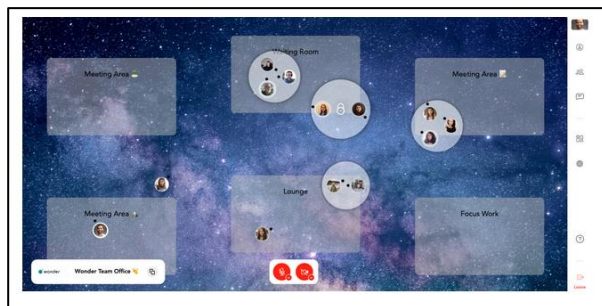 Waiting Room
Meeting Area
Meeting Area
Lounge
Meeting Area
Focus Work
wonder
Wonder Team Office
Leave